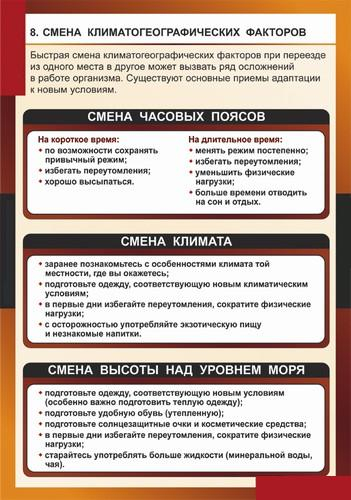 8. СМЕНА КЛИМАТОГЕОГРАФИЧЕСКИХ ФАКТОРОВ
Быстрая смена климатогеографических факторов при переезде
из одного места в другое может вызвать ряд осложнений
в работе организма. Существуют основные приемы адаптации
к новым условиям.
СМЕНА ЧАСОВЫХ ПОЯСОВ
На короткое время:
• по возможности сохранять
привычный режим;
• избегать переутомления;
• хорошо высыпаться.
На длительное время:
• менять режим постепенно;
• избегать переутомления;
• уменьшить физические
нагрузки;
• больше времени отводить
на сон и отдых.
СМЕНА КЛИМАТА
• заранее познакомьтесь с особенностями климата той
местности, где вы окажетесь;
• подготовьте одежду, соответствующую новым климатическим
условиям;
• в первые дни избегайте переутомления, сократите физические
нагрузки;
• с осторожностью употребляйте экзотическую пищу
и незнакомые напитки.
СМЕНА ВЫСОТЫ НАД УРОВНЕМ МОРЯ
• подготовьте одежду, соответствующую новым условиям
(особенно важно подготовить теплую одежду);
• подготовьте удобную обувь (утепленную);
• подготовьте солнцезащитные очки и косметические средства;
• в первые дни избегайте переутомления, сократите физические
нагрузки;
• старайтесь употреблять больше жидкости (минеральной воды,
чая).